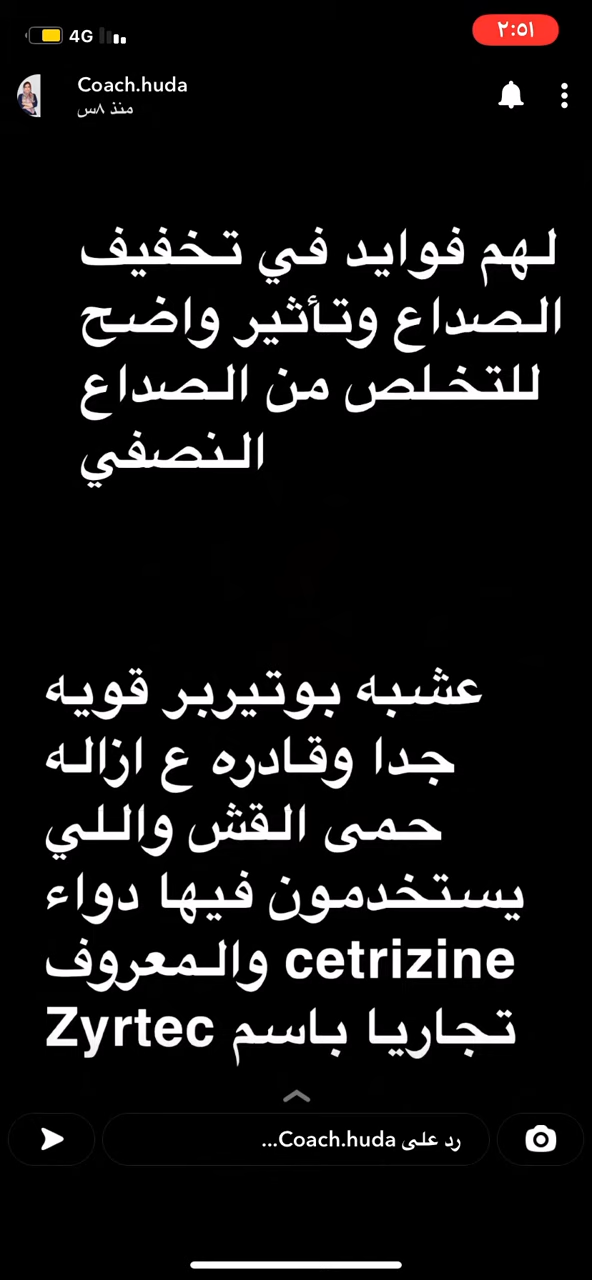 4G
٢:٥١
Coach.huda
منذ ٨س
لهم فوايد في تخفيف
الصداع وتأثير واضح
للتخلص من الصداع
النصفي
عشبه بوتيربر قويه
جدا وقادره ع ازاله
حمى القش واللي
يستخدمون فيها دواء
cetrizine والمعروف
تجاريا باسم Zyrtec
رد على Coach.huda...